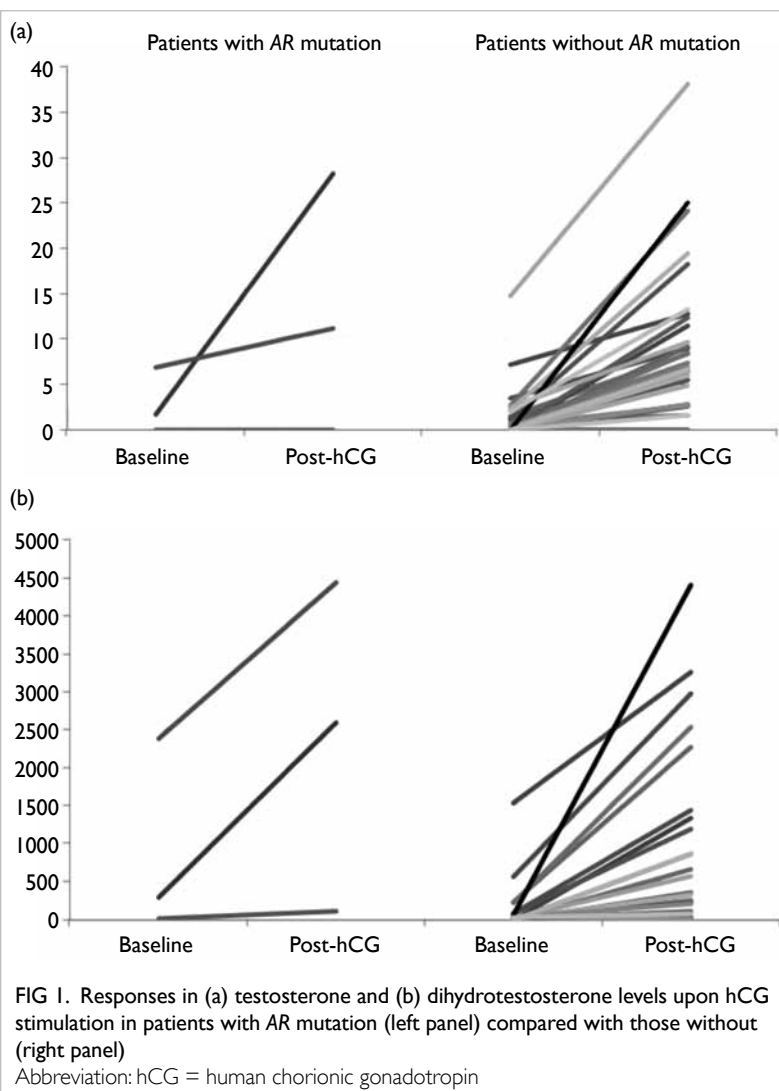 (a)
Patients with AR mutation Patients without AR mutation
40
35
30
25
20
15
10
5
0
Baseline Post-hCG Baseline Post-hCG
(b)
5000
4500
4000
3500
3000
2500
2000
1500
1000
500
0
Baseline Post-hCG Baseline Post-hCG
FIG 1. Responses in (a) testosterone and (b) dihydrotestosterone levels upon hCG
stimulation in patients with AR mutation (left panel) compared with those without
(right panel)
Abbreviation: hCG = human chorionic gonadotropin